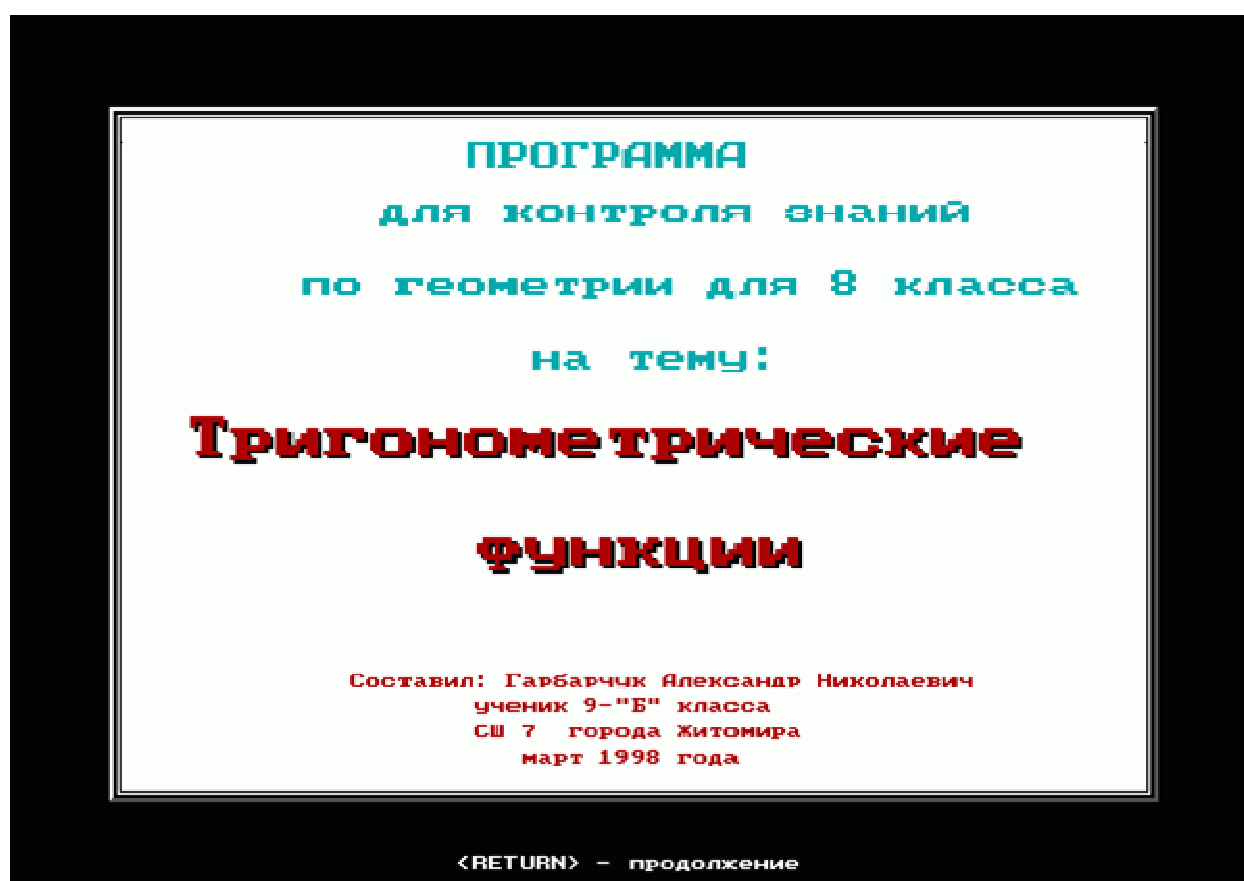 ПРОГРАММА
для контроля знаний
по геометрии для 8 класса
на тему:
Тригонометрические
функции
Составил: Гарбарчук Александр Николаевич
ученик 9-"Б" класса
СШ 7 города Житомира
март 1998 года
<RETURN> - продолжение